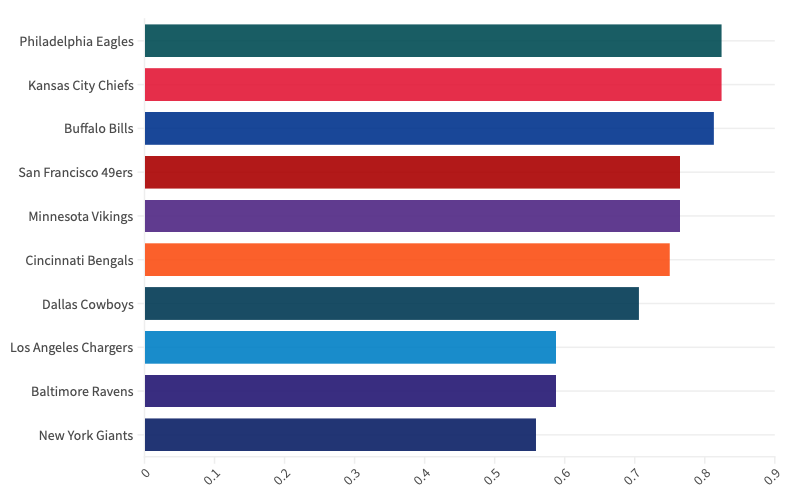 Philadelphia Eagles
Kansas City Chiefs
Buffalo Bills
San Francisco 49ers
Minnesota Vikings
Cincinnati Bengals
Dallas Cowboys
Los Angeles Chargers
Baltimore Ravens
New York Giants
0 0.1 0.2 0.3 0.4 0.5 0.6 0.7 0.8 0.9